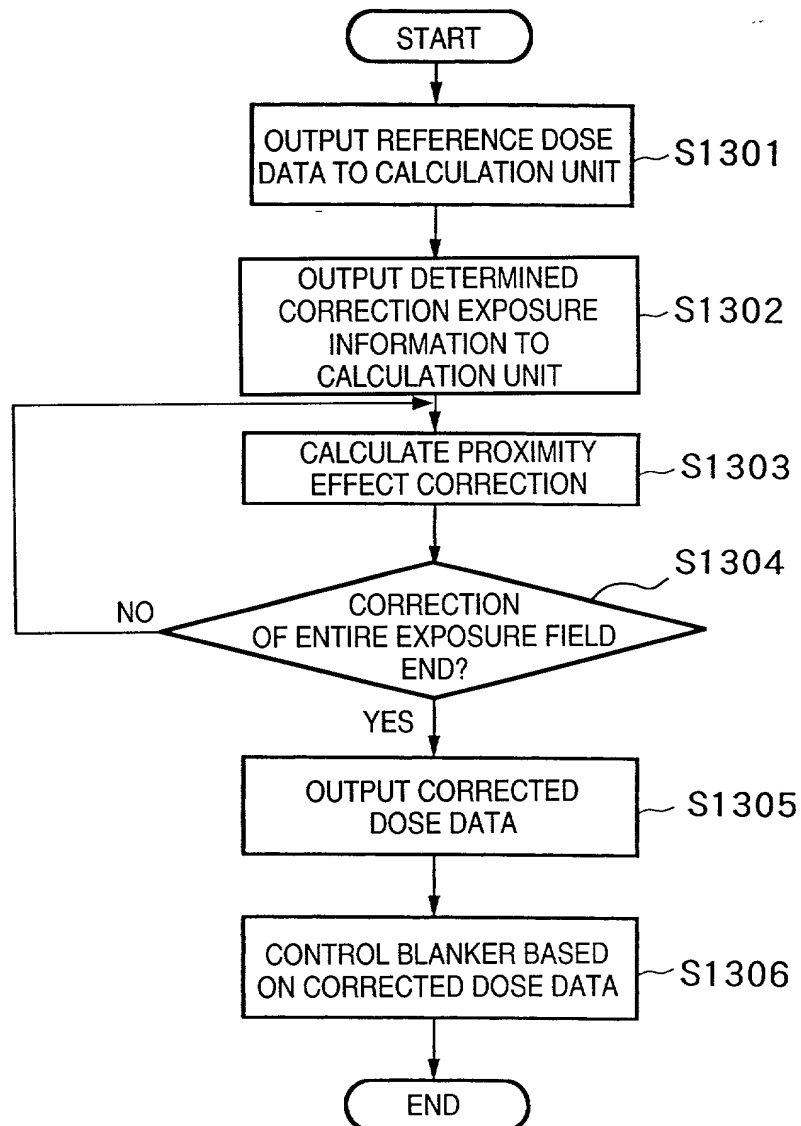 START
OUTPUT REFERENCE DOSE
DATA TO CALCULATION UNIT
S1301
OUTPUT DETERMINED
CORRECTION EXPOSURE
INFORMATION TO
CALCULATION UNIT
S1302
CALCULATE PROXIMITY
EFFECT CORRECTION
S1303
S1304
CORRECTION
OF ENTIRE EXPOSURE FIELD
END?
NO
YES
OUTPUT CORRECTED
DOSE DATA
S1305
CONTROL BLANKER BASED
ON CORRECTED DOSE DATA
S1306
END